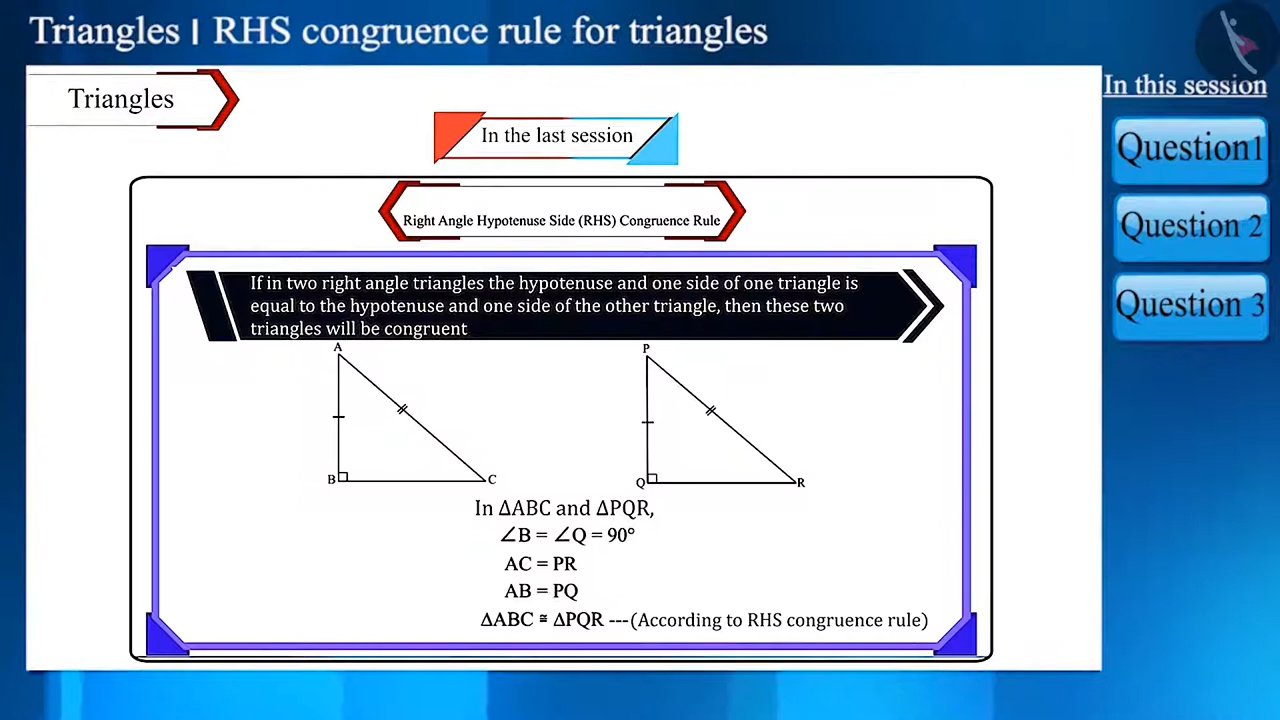 Triangles | RHS congruence rule for triangles
Triangles
In this session
Question1
Question 2
Question 3
In the last session
Right Angle Hypotenuse Side (RHS) Congruence Rule
If in two right angle triangles the hypotenuse and one side of one triangle is
equal to the hypotenuse and one side of the other triangle, then these two
triangles will be congruent
A
B
C
P
Q
R
In ΔABC and ΔPQR,
∠B = ∠Q = 90°
AC = PR
AB = PQ
ΔABC ≅ ΔPQR ---(According to RHS congruence rule)